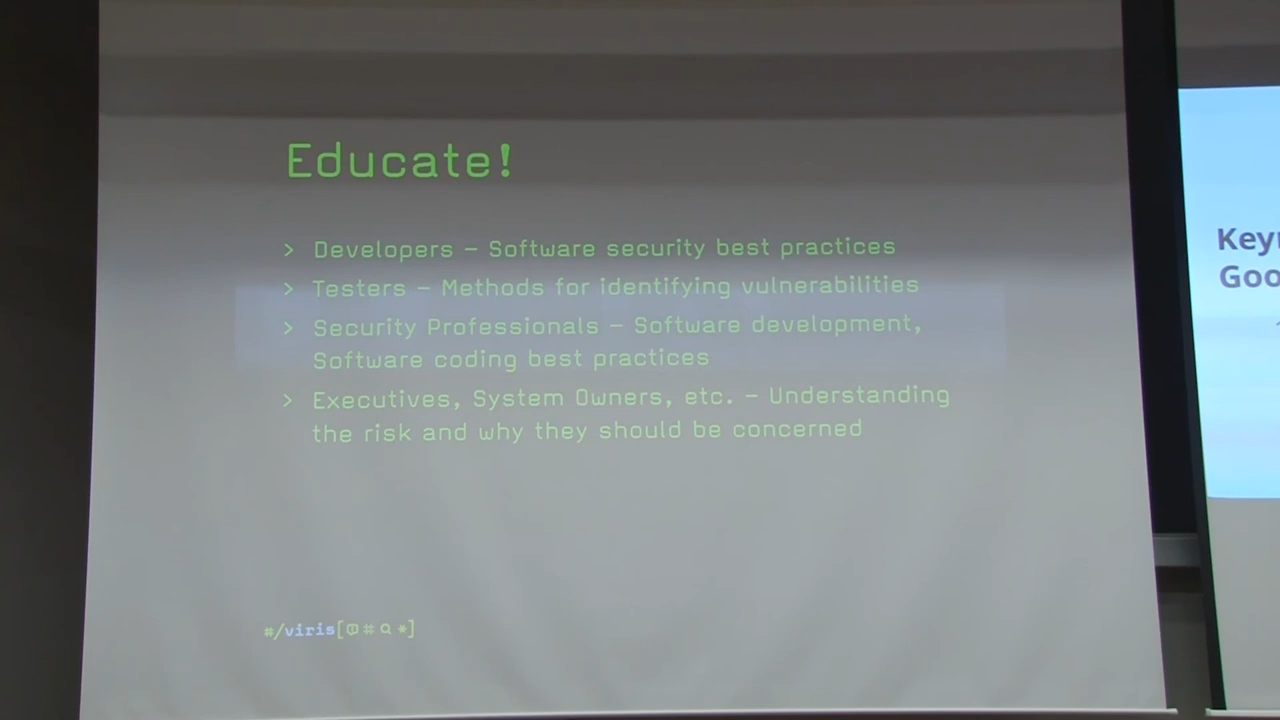 Educate!
> Developers – Software security best practices
> Testers – Methods for identifying vulnerabilities
> Security Professionals – Software development,
Software coding best practices
> Executives, System Owners, etc. – Understanding
the risk and why they should be concerned
#/viris[ # *]
Goo